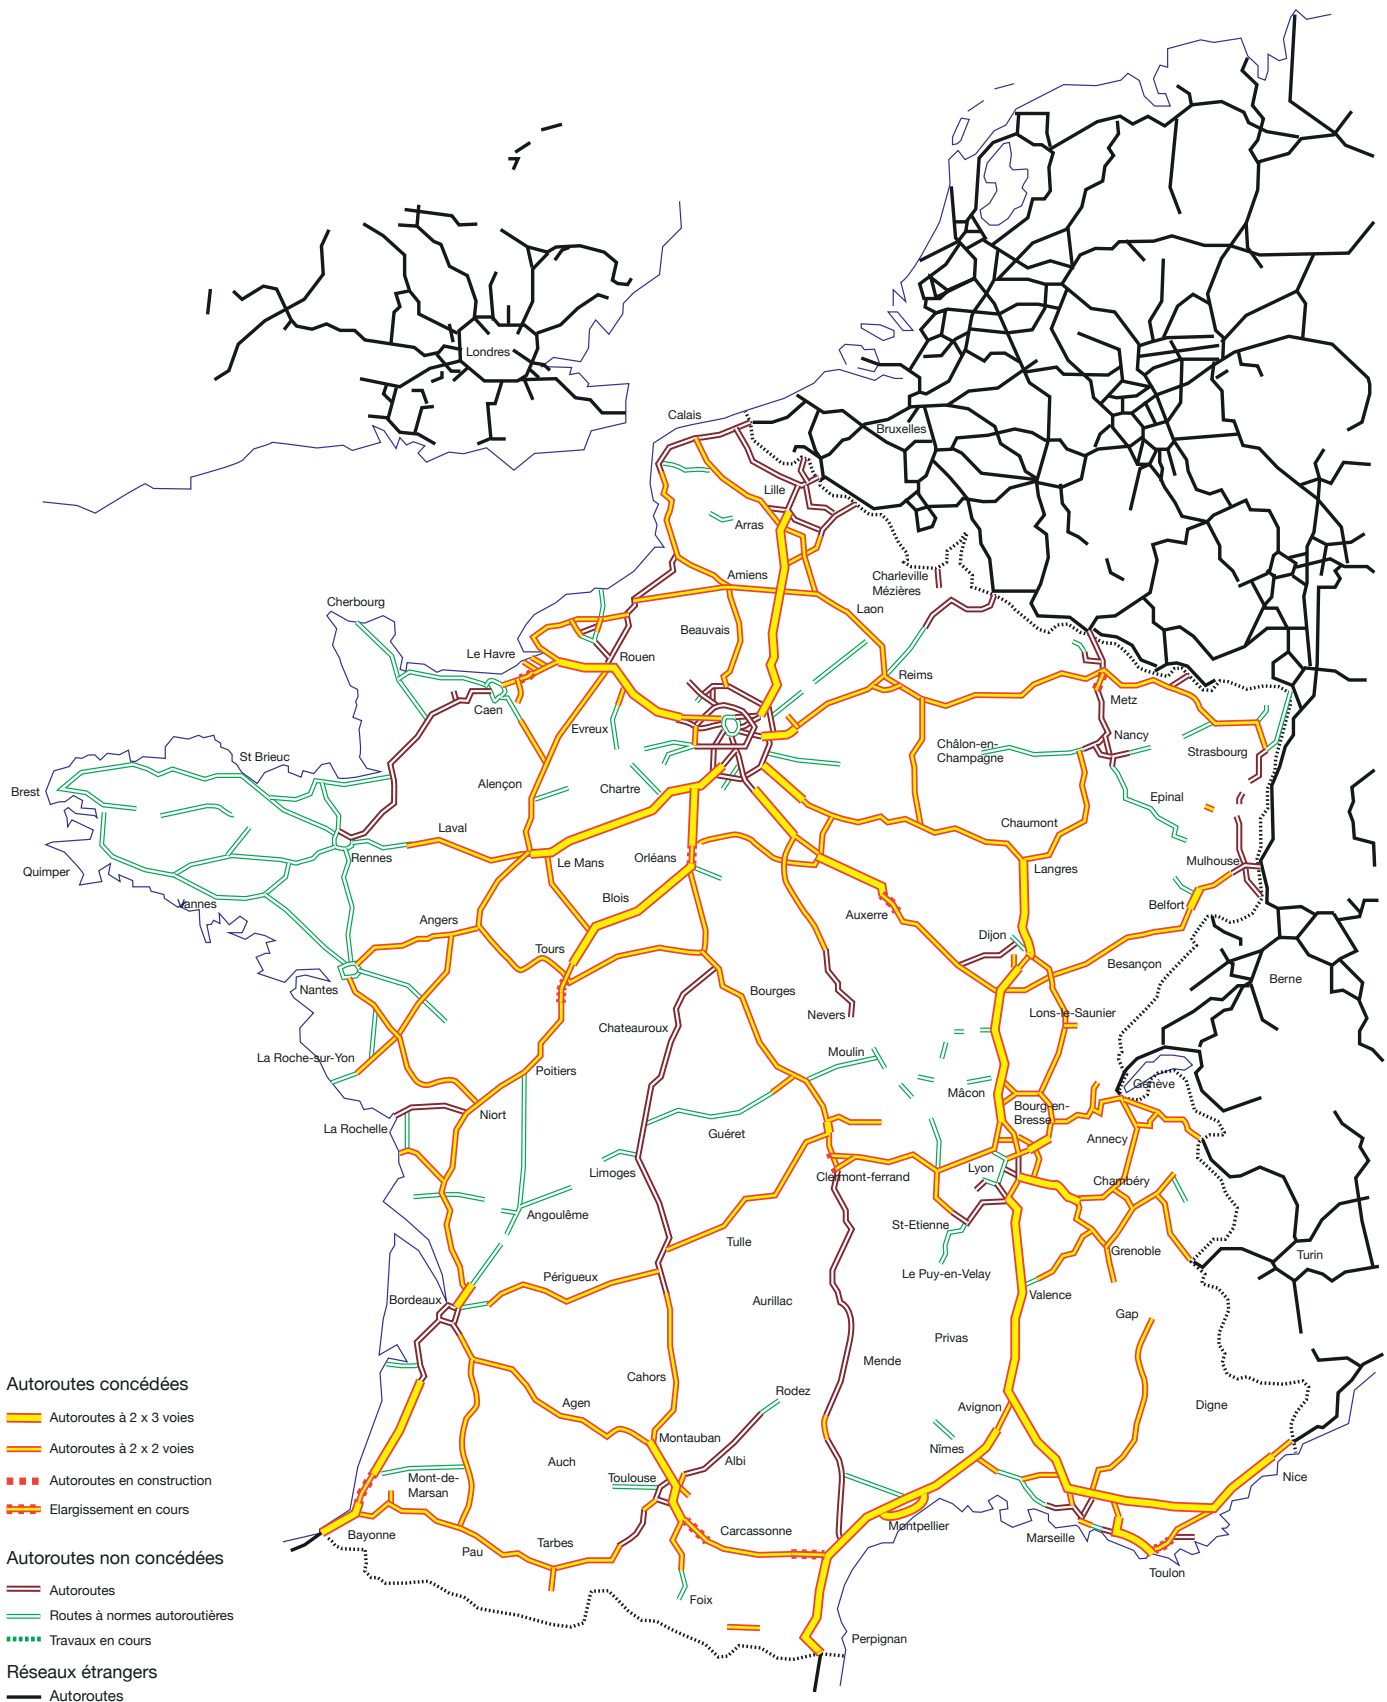 Londres
Calais
Bruxelles
Lille
Arras
Amiens
Charleville
Mézières
Cherbourg
Laon
Beauvais
Le Havre
Rouen
Reims
Caen
Metz
Evreux
Nancy
Châlon-en-
Champagne
Strasbourg
St Brieuc
Alençon
Chartre
Brest
Epinal
Laval
Chaumont
Rennes
Le Mans
Orléans
Mulhouse
Quimper
Langres
Vannes
Blois
Belfort
Angers
Auxerre
Dijon
Tours
Besançon
Berne
Nantes
Bourges
Nevers
Lons-le-Saunier
Chateauroux
La Roche-sur-Yon
Moulin
Poitiers
Genève
Mâcon
Niort
Bourg-en-
Bresse
La Rochelle
Guéret
Annecy
Limoges
Clermont-ferrand
Lyon
Chambéry
Angoulême
St-Etienne
Tulle
Grenoble
Turin
Périgueux
Le Puy-en-Velay
Bordeaux
Aurillac
Valence
Gap
Privas
Mende
Cahors
Rodez
Agen
Avignon
Digne
Montauban
Nîmes
Auch
Albi
Toulouse
Mont-de-
Marsan
Nice
Montpellier
Bayonne
Carcassonne
Marseille
Pau
Tarbes
Toulon
Foix
Perpignan
Autoroutes concédées
Autoroutes à 2 x 3 voies
Autoroutes à 2 x 2 voies
Autoroutes en construction
Elargissement en cours
Autoroutes non concédées
Autoroutes
Routes à normes autoroutières
Travaux en cours
Réseaux étrangers
Autoroutes